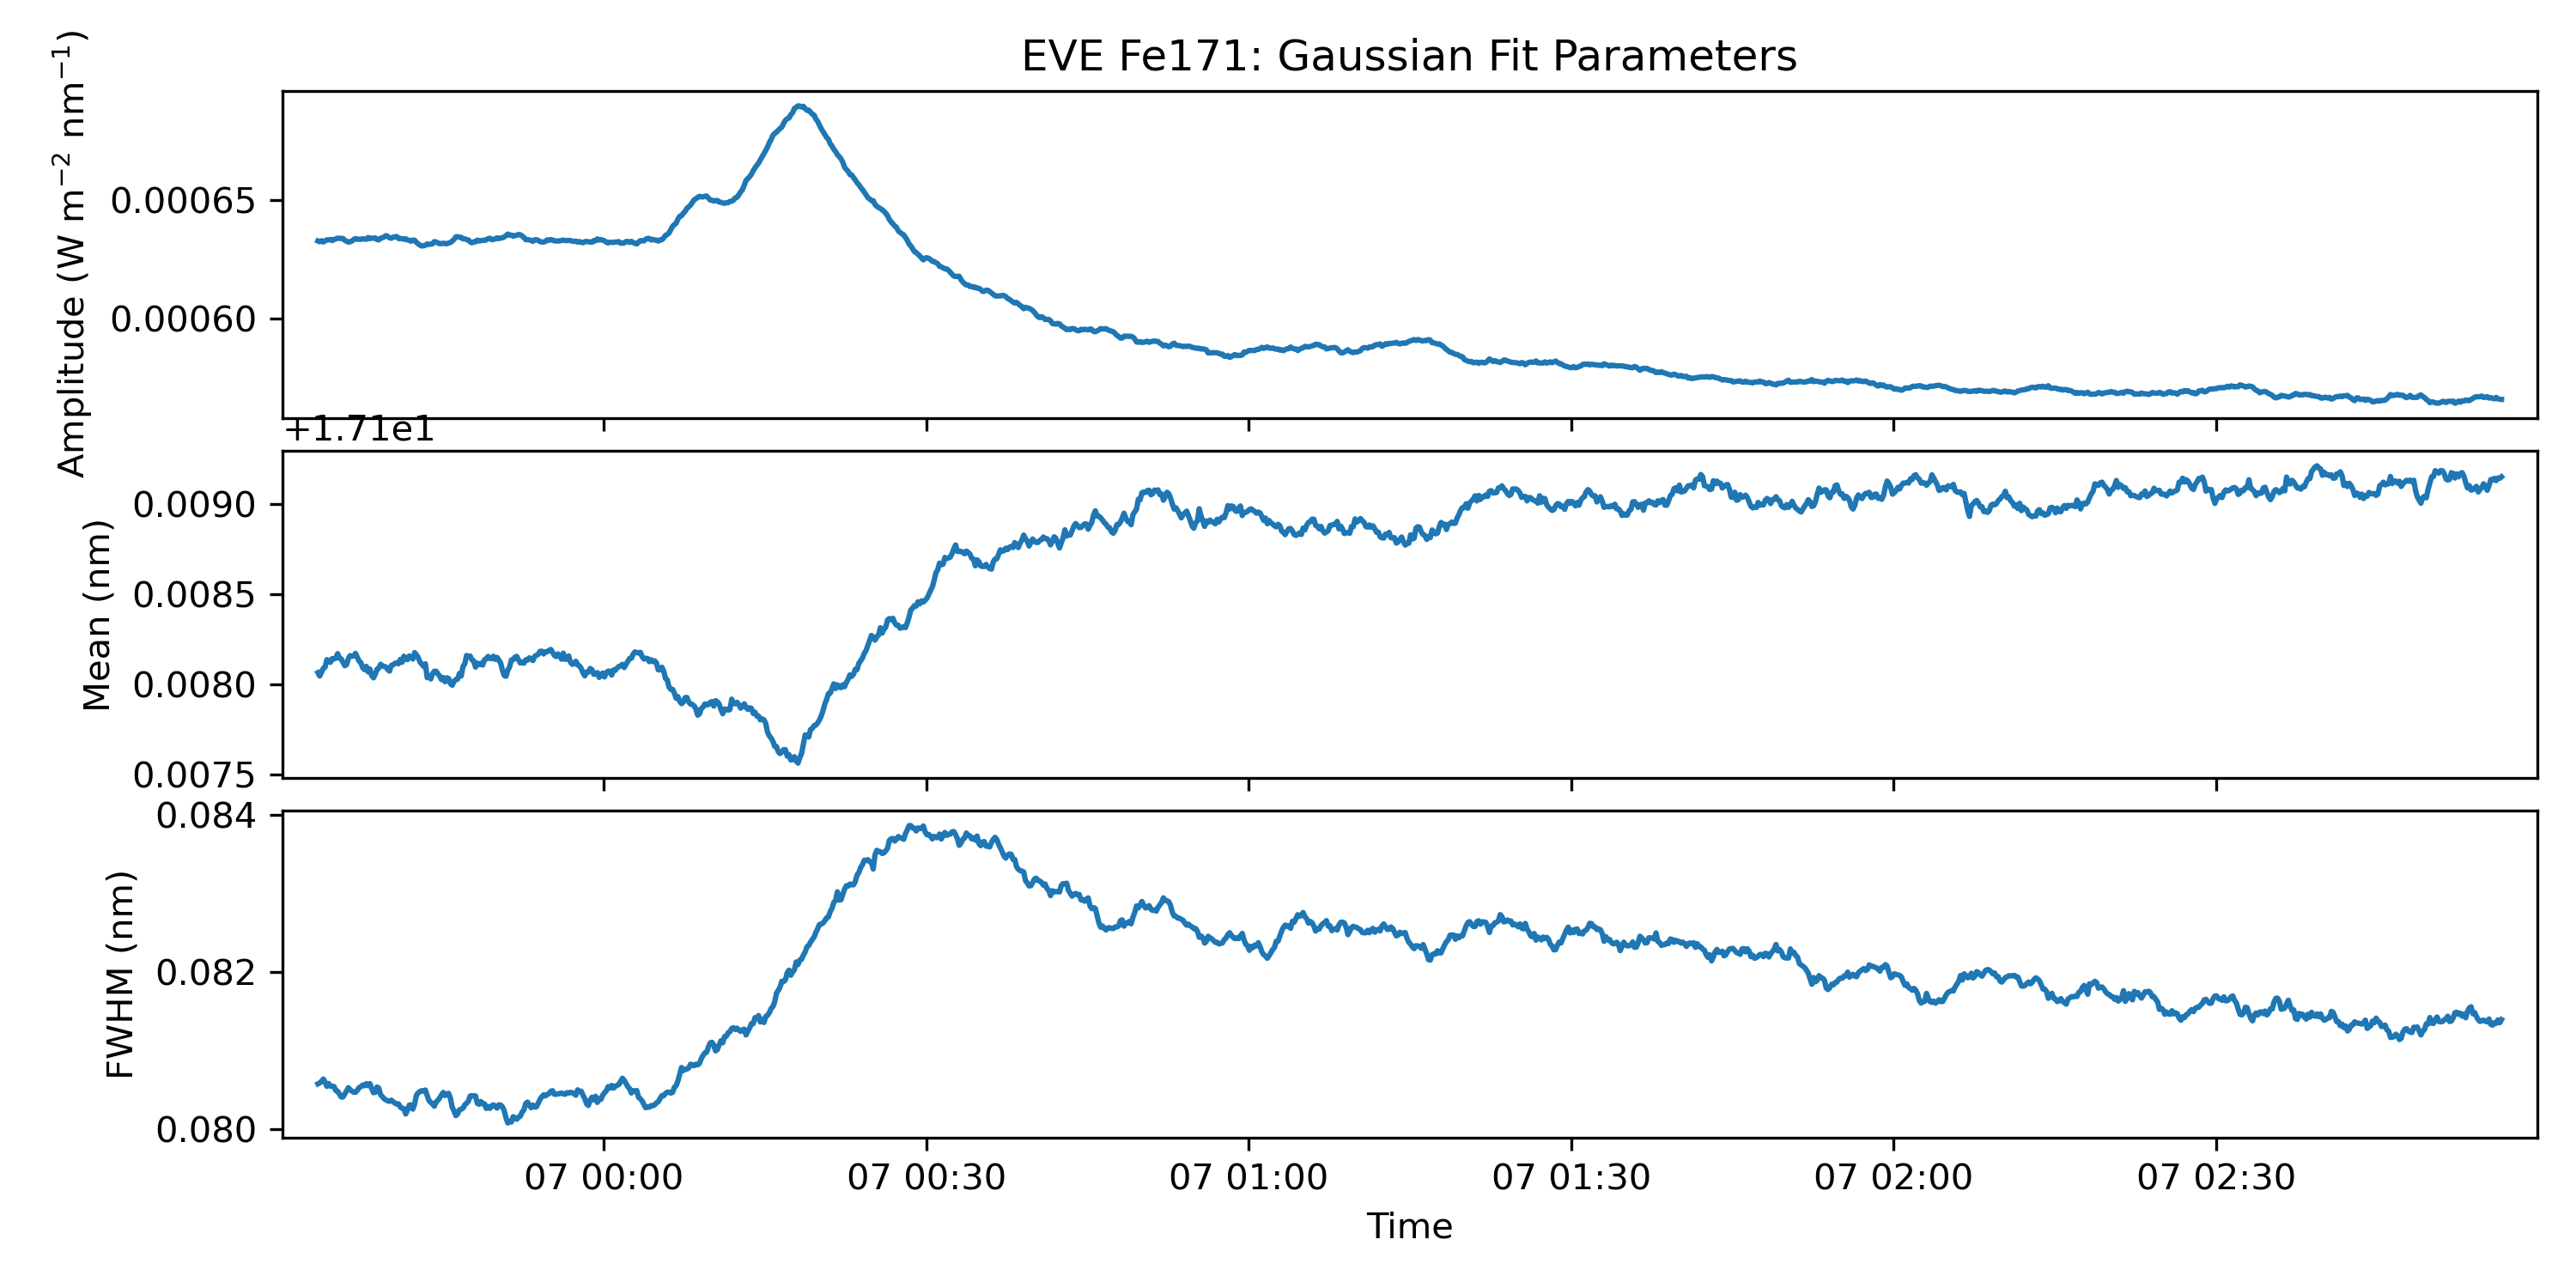 EVE Fe171: Gaussian Fit Parameters
Amplitude (W m⁻² nm⁻¹)
0.00065
0.00060
+1.71e1
Mean (nm)
0.0090
0.0085
0.0080
0.0075
FWHM (nm)
0.084
0.082
0.080
07 00:00 07 00:30 07 01:00 07 01:30 07 02:00 07 02:30
Time